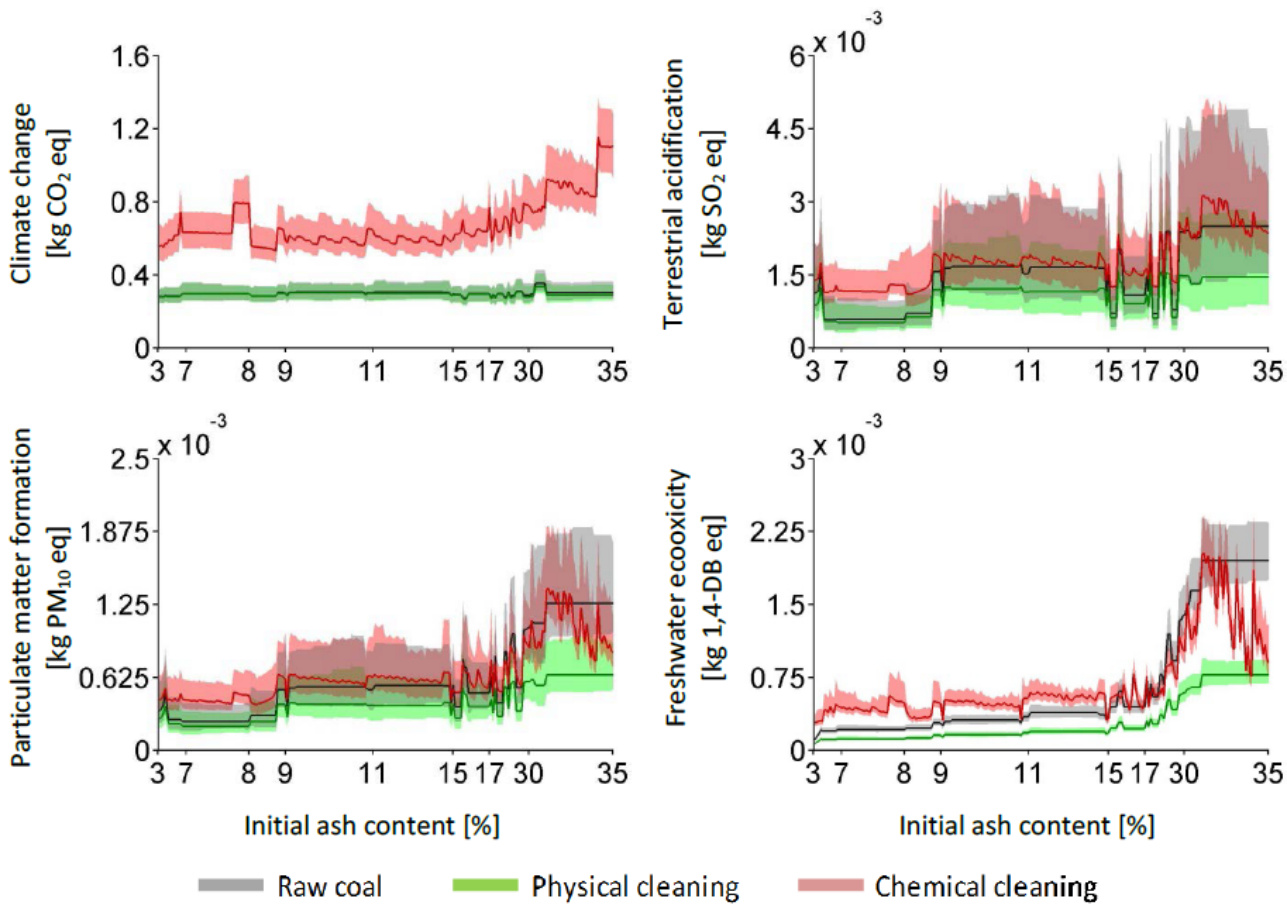 x 10⁻³
Climate change
[kg CO₂ eq]
1.6
1.2
0.8
0.4
0
3 7 8 9 11 15 17 30 35
Terrestrial acidification
[kg SO₂ eq]
6
4.5
3
1.5
0
3 7 8 9 11 15 17 30 35
x 10⁻³
x 10⁻³
Particulate matter formation
[kg PM₁₀ eq]
2.5
1.875
1.25
0.625
0
3 7 8 9 11 15 17 30 35
Initial ash content [%]
Freshwater ecooxicity
[kg 1,4-DB eq]
3
2.25
1.5
0.75
0
3 7 8 9 11 15 17 30 35
Initial ash content [%]
Raw coal Physical cleaning Chemical cleaning